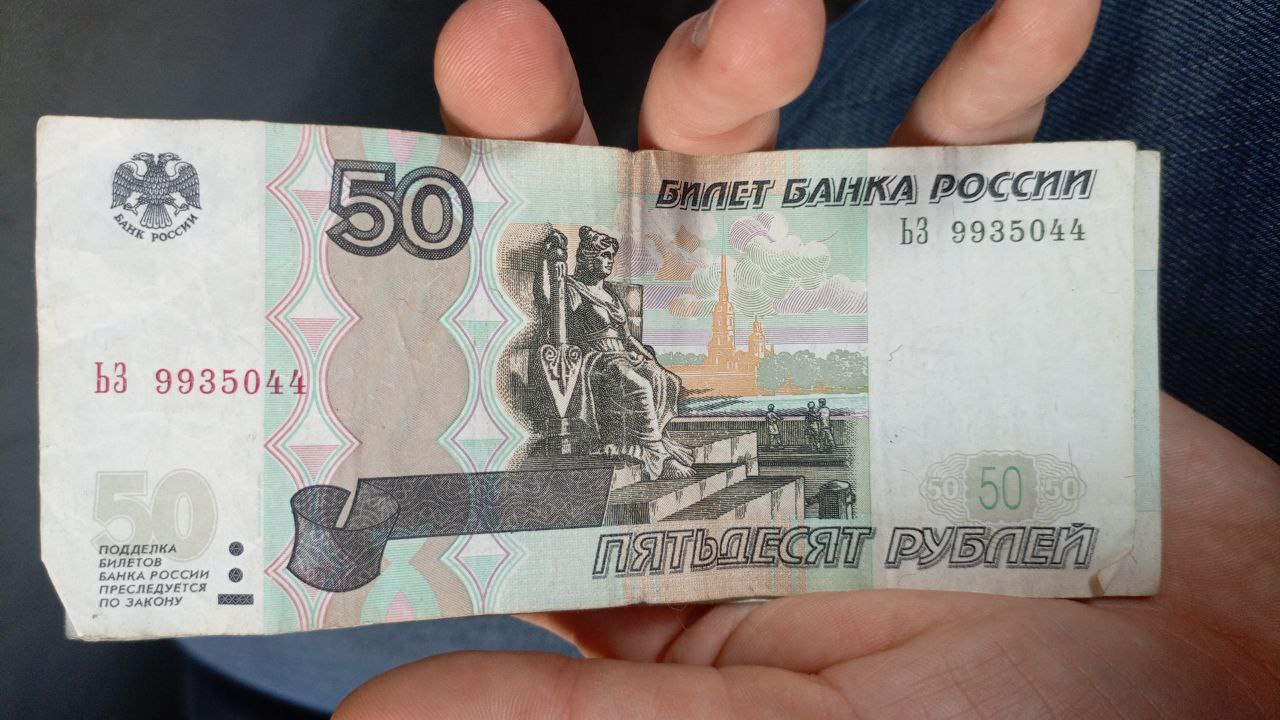 50
БИЛЕТ БАНКА РОССИИ
БАНК РОССИИ
ЬЗ 9935044
ЬЗ 9935044
50
50 50 50
ПОДДЕЛКА
БИЛЕТОВ
БАНКА РОССИИ
ПРЕСЛЕДУЕТСЯ
ПО ЗАКОНУ
ПЯТЬДЕСЯТ РУБЛЕЙ